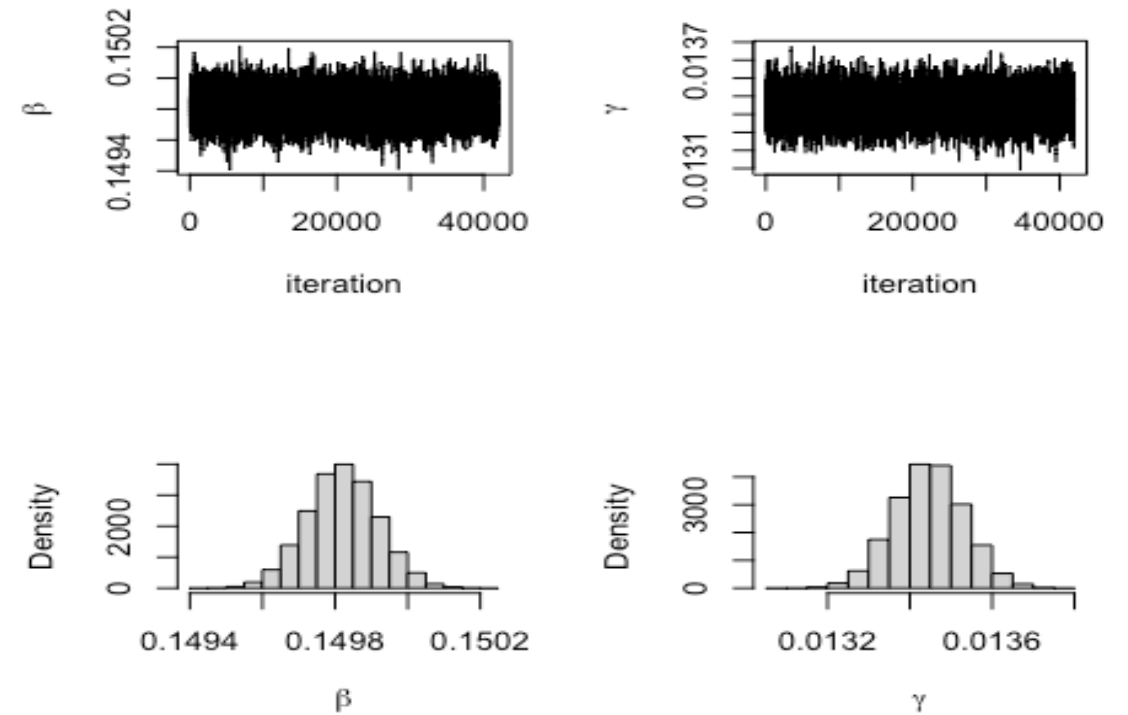 β
0.1494 0.1502
0 20000 40000
iteration
γ
0.0131 0.0137
0 20000 40000
iteration
Density
0 2000
0.1494 0.1498 0.1502
β
Density
0 3000
0.0132 0.0136
γ